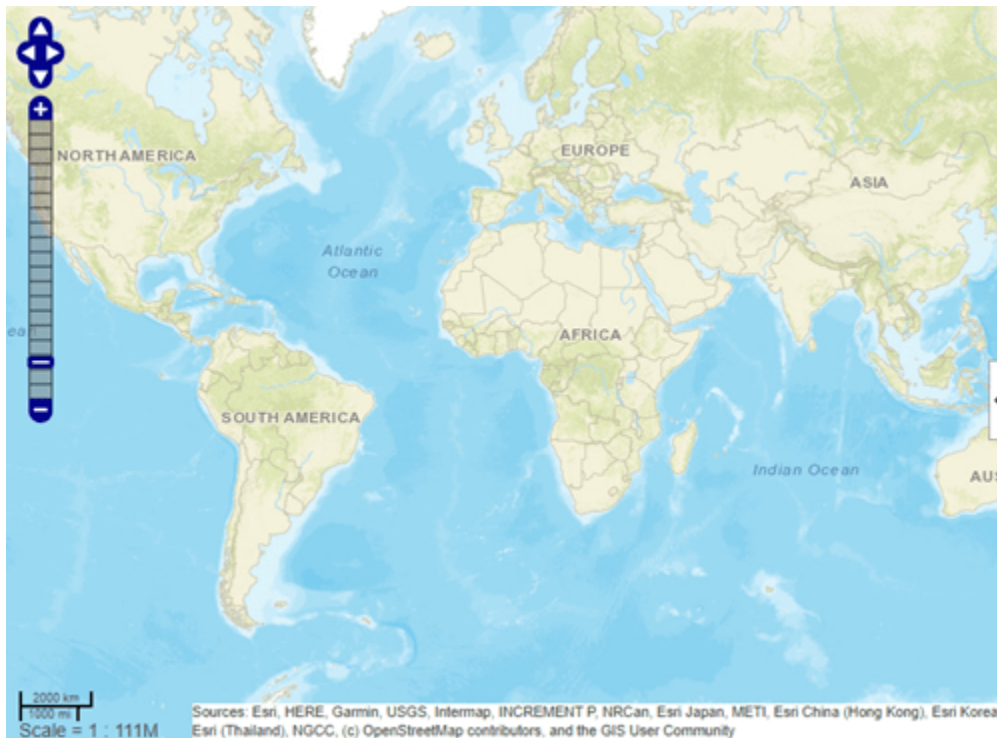 NORTH AMERICA
EUROPE
ASIA
Atlantic
Ocean
ean
AFRICA
SOUTH AMERICA
Indian Ocean
AUS
2000 km
1000 mi
Scale = 1 : 111M
Sources: Esri, HERE, Garmin, USGS, Intermap, INCREMENT P, NRCan, Esri Japan, METI, Esri China (Hong Kong), Esri Korea
Esri (Thailand), NGCC, (c) OpenStreetMap contributors, and the GIS User Community